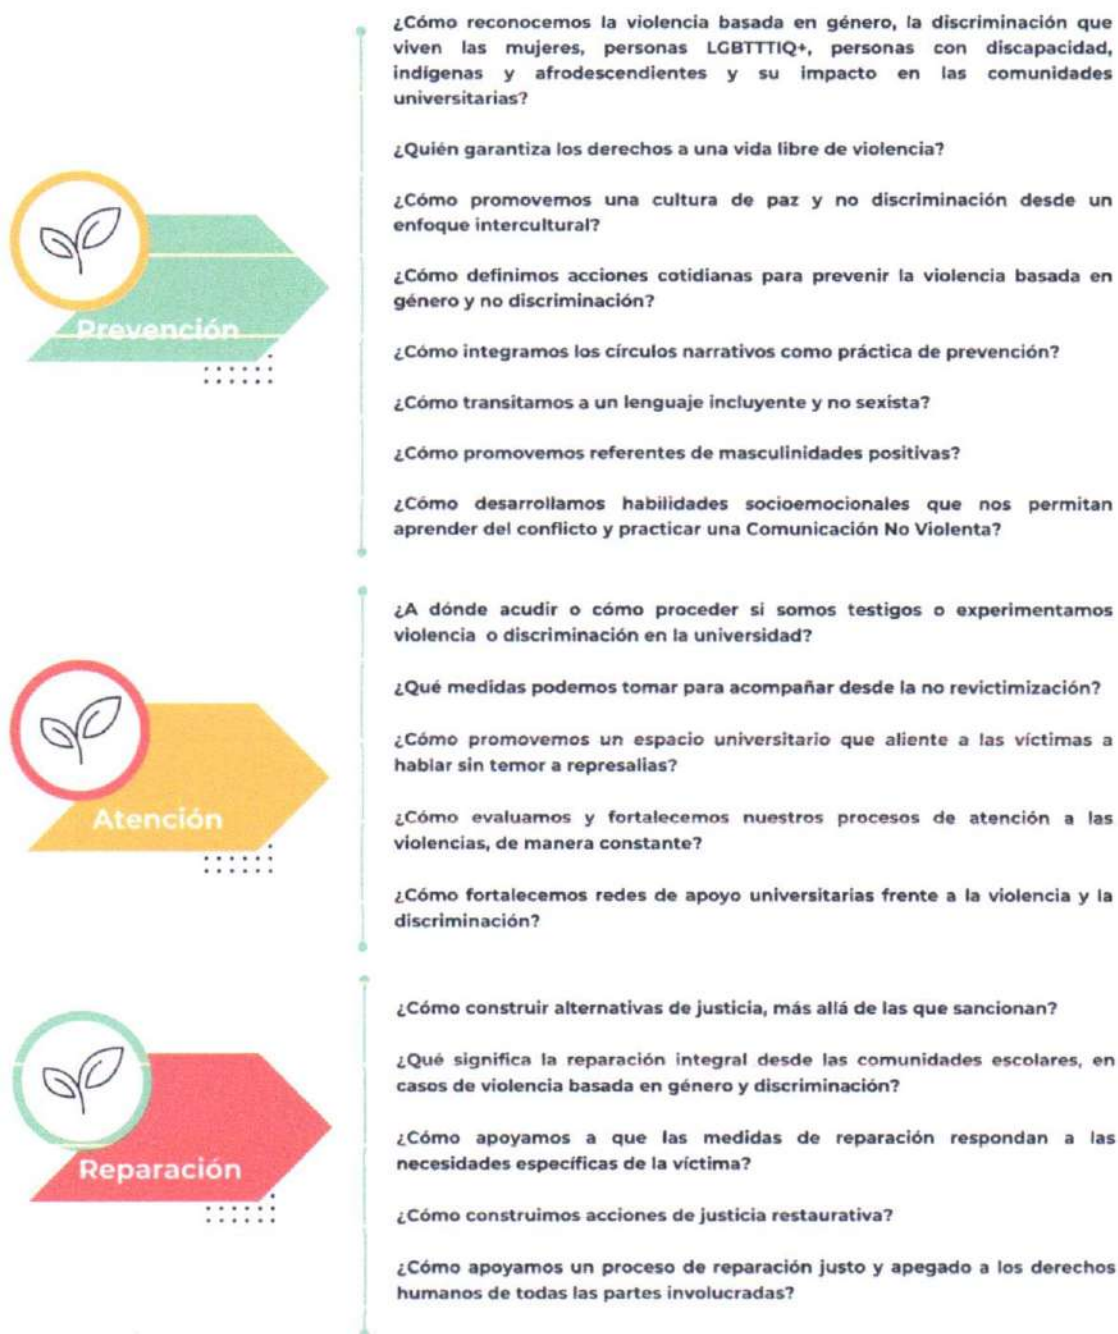 ¿Cómo reconocemos la violencia basada en género, la discriminación que
viven las mujeres, personas LGBTTTIQ+, personas con discapacidad,
indígenas y afrodescendientes y su impacto en las comunidades
universitarias?
¿Quién garantiza los derechos a una vida libre de violencia?
¿Cómo promovemos una cultura de paz y no discriminación desde un
enfoque intercultural?
¿Cómo definimos acciones cotidianas para prevenir la violencia basada en
género y no discriminación?
Prevención
¿Cómo integramos los círculos narrativos como práctica de prevención?
¿Cómo transitamos a un lenguaje incluyente y no sexista?
¿Cómo promovemos referentes de masculinidades positivas?
¿Cómo desarrollamos habilidades socioemocionales que nos permitan
aprender del conflicto y practicar una Comunicación No Violenta?
¿A dónde acudir o cómo proceder si somos testigos o experimentamos
violencia o discriminación en la universidad?
¿Qué medidas podemos tomar para acompañar desde la no revictimización?
¿Cómo promovemos un espacio universitario que aliente a las víctimas a
hablar sin temor a represalias?
Atención
¿Cómo evaluamos y fortalecemos nuestros procesos de atención a las
violencias, de manera constante?
¿Cómo fortalecemos redes de apoyo universitarias frente a la violencia y la
discriminación?
¿Cómo construir alternativas de justicia, más allá de las que sancionan?
¿Qué significa la reparación integral desde las comunidades escolares, en
casos de violencia basada en género y discriminación?
¿Cómo apoyamos a que las medidas de reparación respondan a las
necesidades específicas de la víctima?
Reparación
¿Cómo construimos acciones de justicia restaurativa?
¿Cómo apoyamos un proceso de reparación justo y apegado a los derechos
humanos de todas las partes involucradas?